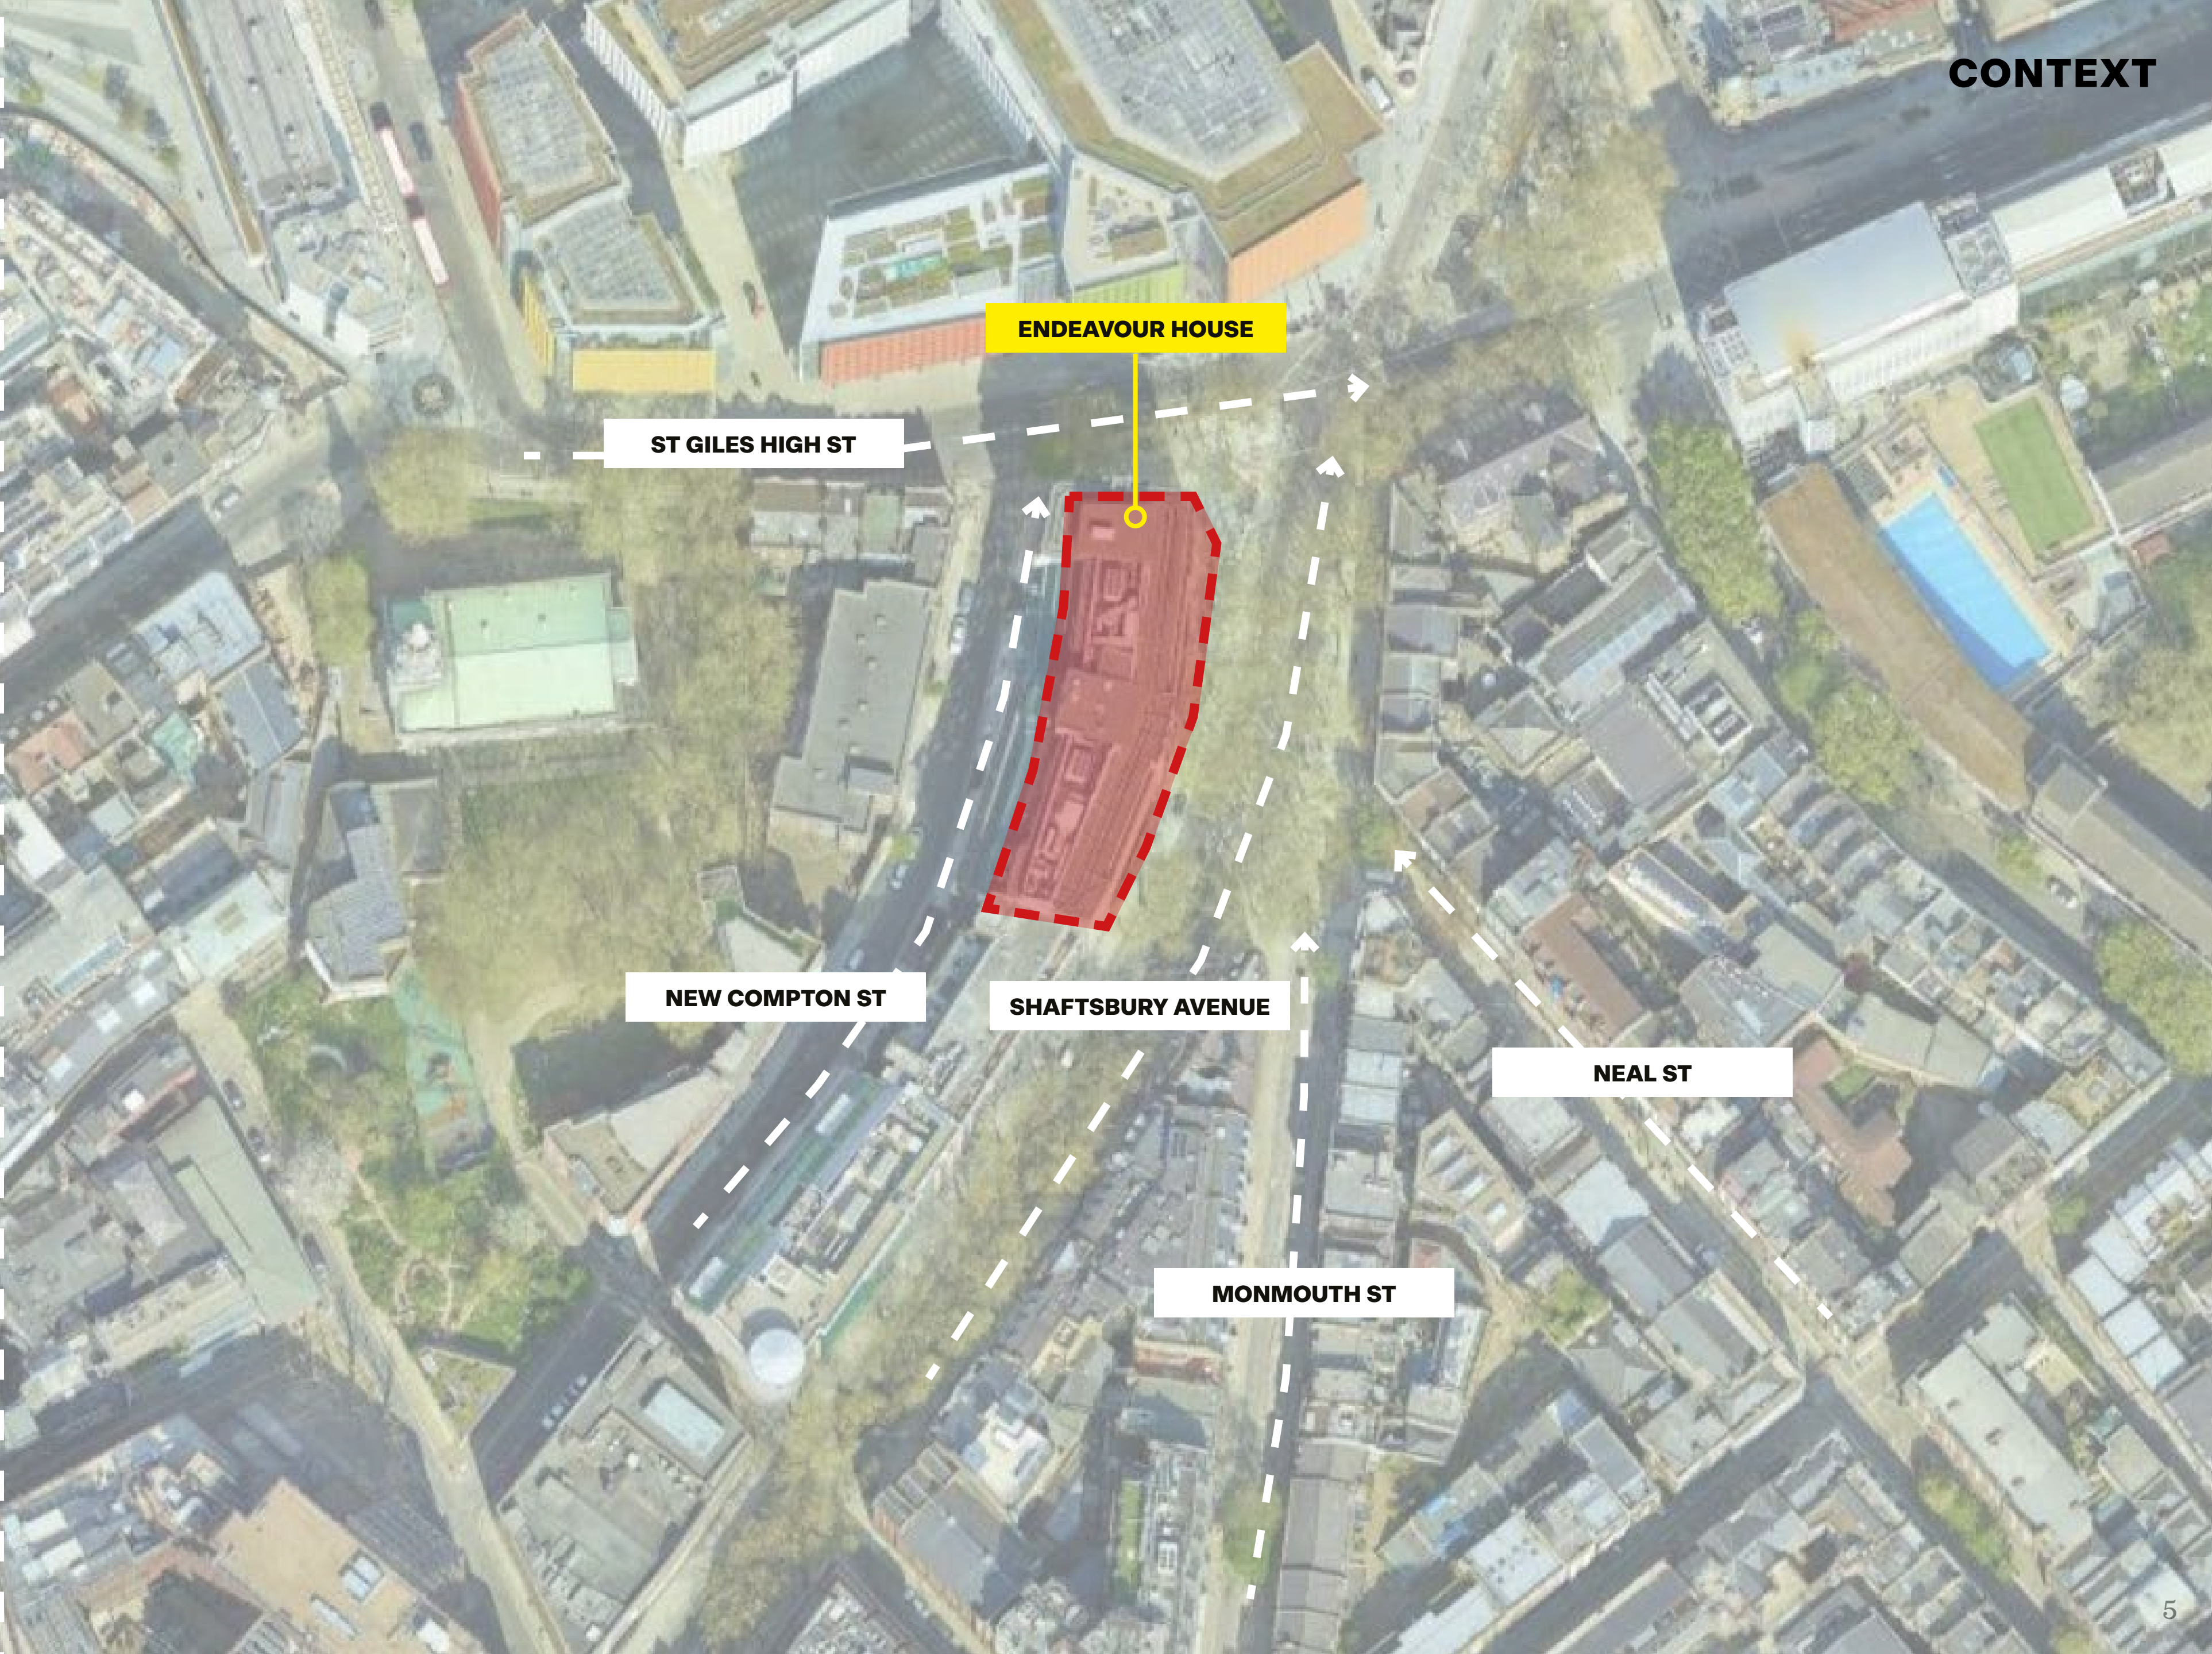 CONTEXT
ENDEAVOUR HOUSE
ST GILES HIGH ST
NEW COMPTON ST
SHAFTSBURY AVENUE
NEAL ST
MONMOUTH ST
5